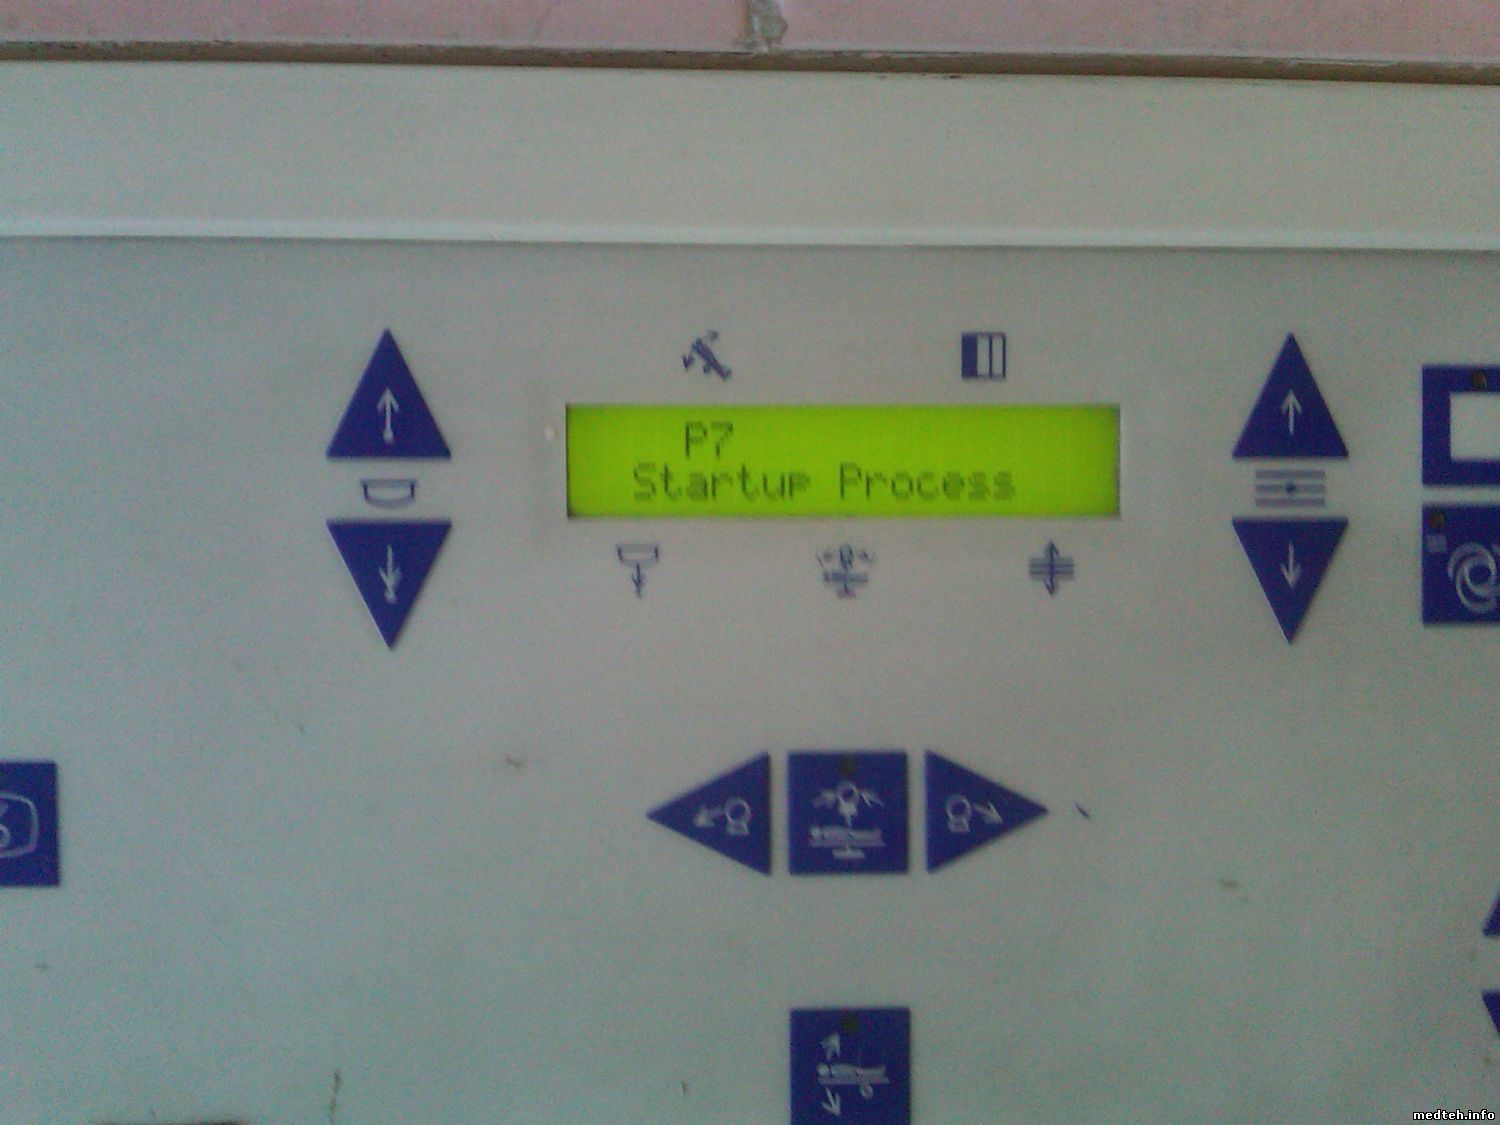 P7
Startup Process
medteh.info